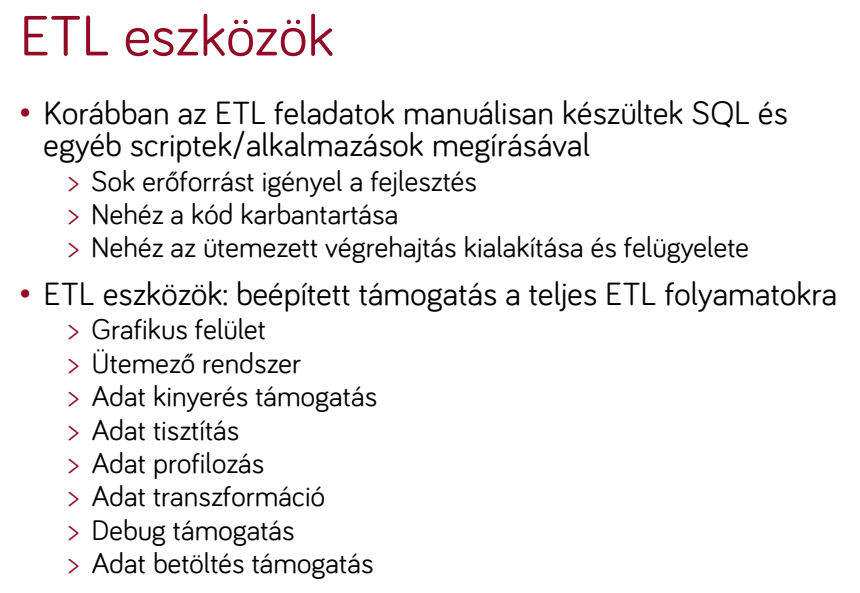 ETL eszközök
• Korábban az ETL feladatok manuálisan készültek SQL és
egyéb scriptek/alkalmazások megírásával
> Sok erőforrást igényel a fejlesztés
> Nehéz a kód karbantartása
> Nehéz az ütemezett végrehajtás kialakítása és felügyelete
• ETL eszközök: beépített támogatás a teljes ETL folyamatokra
> Grafikus felület
> Ütemező rendszer
> Adat kinyerés támogatás
> Adat tisztítás
> Adat profilozás
> Adat transzformáció
> Debug támogatás
> Adat betöltés támogatás